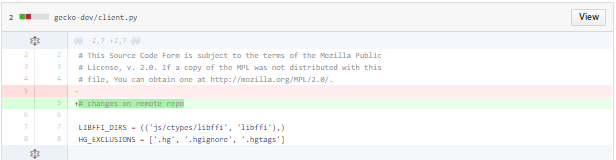 2 gecko-dev/client.py View
@@ -2,7 +2,7 @@
2 2 # This Source Code Form is subject to the terms of the Mozilla Public
3 3 # License, v. 2.0. If a copy of the MPL was not distributed with this
4 4 # file, You can obtain one at http://mozilla.org/MPL/2.0/.
5 -
5 +# changes on remote repo
6 6
7 7 LIBFFI_DIRS = (('js/ctypes/libffi', 'libffi'),)
8 8 HG_EXCLUSIONS = ['.hg', '.hgignore', '.hgtags']